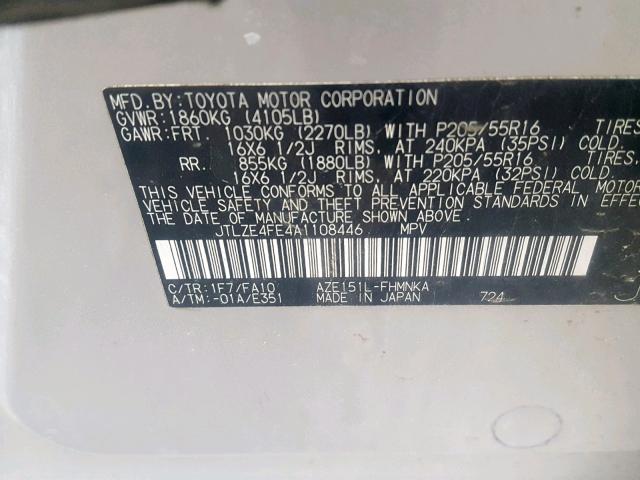 MFD. BY: TOYOTA MOTOR CORPORATION
GVWR: 1860KG (4105LB)
GAWR: FRT. 1030KG (2270LB) WITH P205/55R16 TIRES
16X6 1/2J RIMS. AT 240KPA (35PSI) COLD.
RR. 855KG (1880LB) WITH P205/55R16 TIRES
16X6 1/2J RIMS. AT 220KPA (32PSI) COLD.
THIS VEHICLE CONFORMS TO ALL APPLICABLE FEDERAL MOTOR
VEHICLE SAFETY AND THEFT PREVENTION STANDARDS IN EFFE
ON THE DATE OF MANUFACTURE SHOWN ABOVE.
JTLZE4FE4A1108446 MPV
C/TR: 1F7/FA10 AZE151L-FHMNKA
A/TM: -01A/E351 MADE IN JAPAN 724